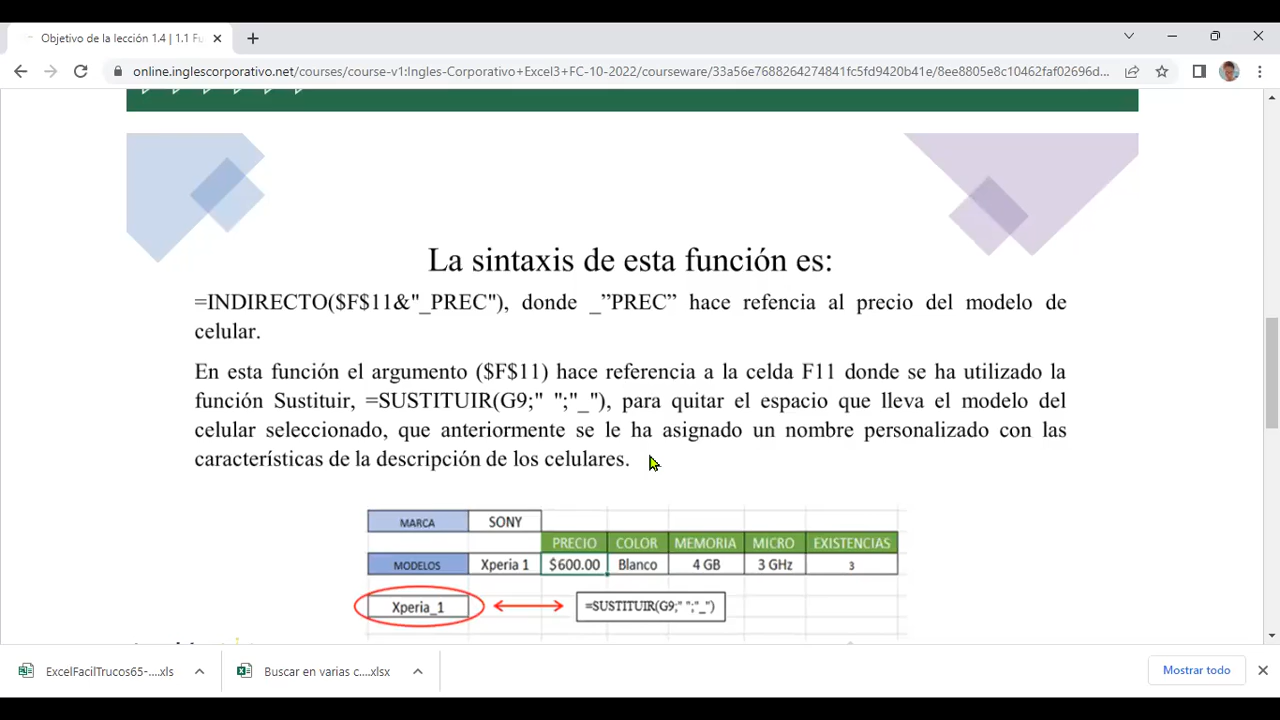 Objetivo de la lección 1.4 | 1.1 Fu
online.inglescorporativo.net/courses/course-v1:Ingles-Corporativo+Excel3+FC-10-2022/courseware/33a56e7688264274841fc5fd9420b41e/8ee8805e8c10462faf02696d...
La sintaxis de esta función es:
=INDIRECTO($F$11&"_PREC"), donde _”PREC” hace refencia al precio del modelo de
celular.
En esta función el argumento ($F$11) hace referencia a la celda F11 donde se ha utilizado la
función Sustituir, =SUSTITUIR(G9;" ";"_"), para quitar el espacio que lleva el modelo del
celular seleccionado, que anteriormente se le ha asignado un nombre personalizado con las
características de la descripción de los celulares.
MARCA SONY
PRECIO COLOR MEMORIA MICRO EXISTENCIAS
MODELOS Xperia 1 $600.00 Blanco 4 GB 3 GHz 3
Xperia_1 =SUSTITUIR(G9;" ";"_")
ExcelFacilTrucos65-....xls Buscar en varias c....xlsx Mostrar todo